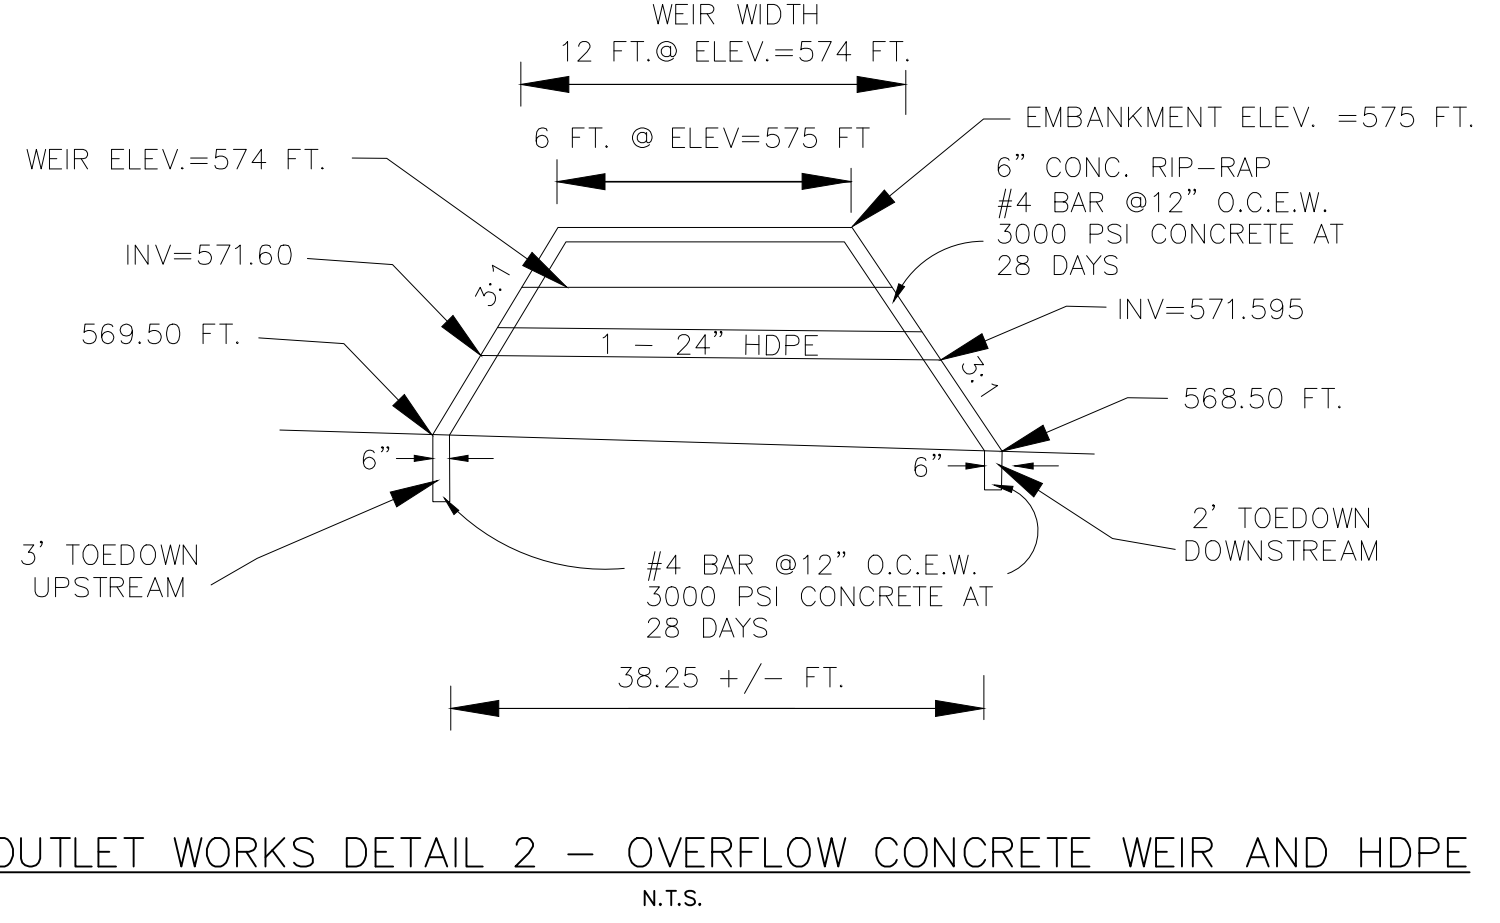 WEIR WIDTH
12 FT.@ ELEV.=574 FT.
6 FT. @ ELEV=575 FT
EMBANKMENT ELEV. =575 FT.
WEIR ELEV.=574 FT.
6" CONC. RIP-RAP
#4 BAR @12" O.C.E.W.
3000 PSI CONCRETE AT
28 DAYS
INV=571.60
3:1
INV=571.595
569.50 FT.
1 - 24" HDPE
3:1
568.50 FT.
6"
6"
3' TOEDOWN
UPSTREAM
2' TOEDOWN
DOWNSTREAM
#4 BAR @12" O.C.E.W.
3000 PSI CONCRETE AT
28 DAYS
38.25 +/- FT.
OUTLET WORKS DETAIL 2 - OVERFLOW CONCRETE WEIR AND HDPE
N.T.S.